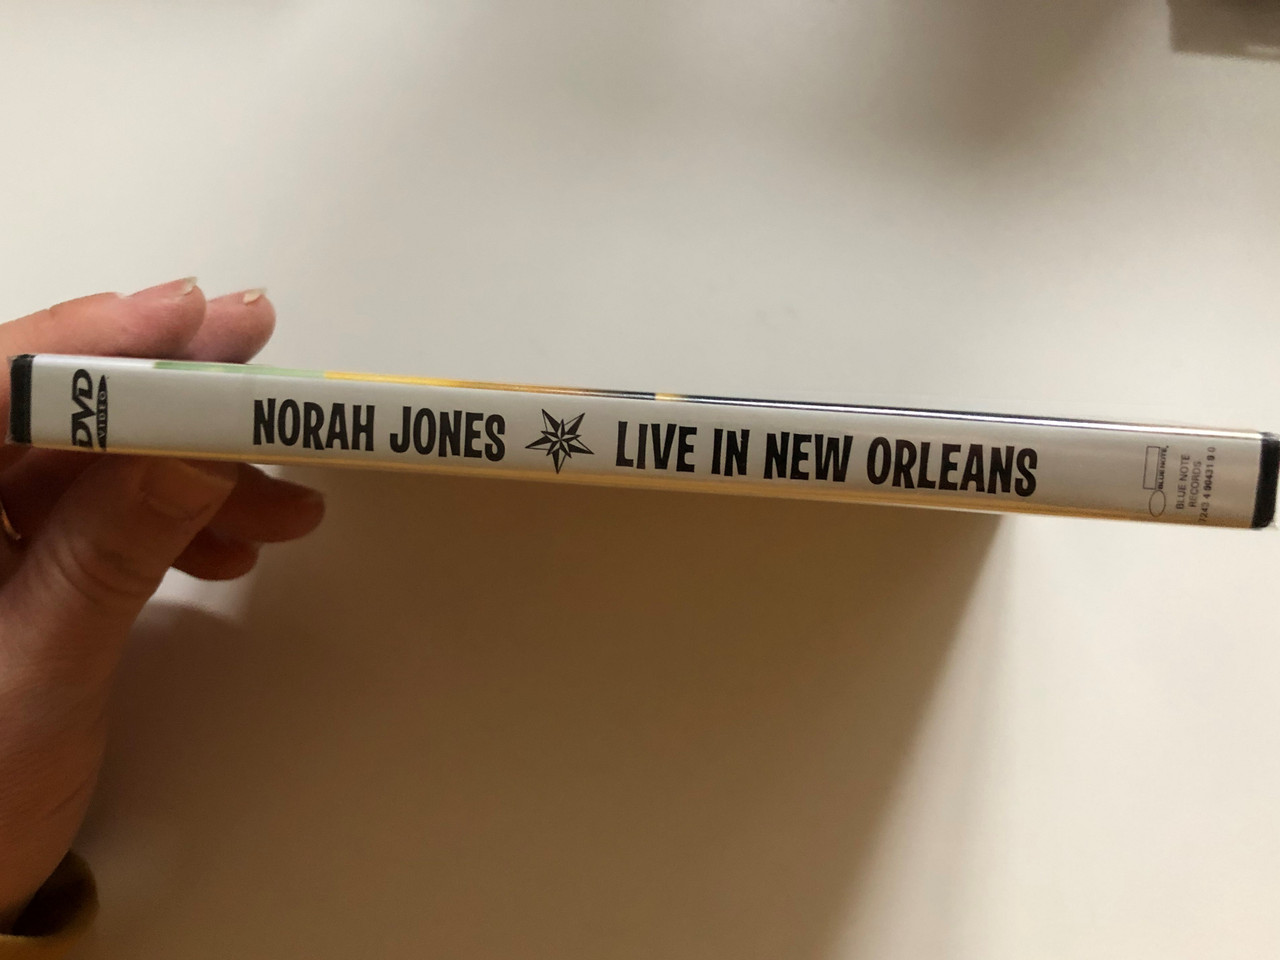 DVD
VIDEO
NORAH JONES LIVE IN NEW ORLEANS
BLUE NOTE
BLUE NOTE
RECORDS
7243 4 90431 9 0